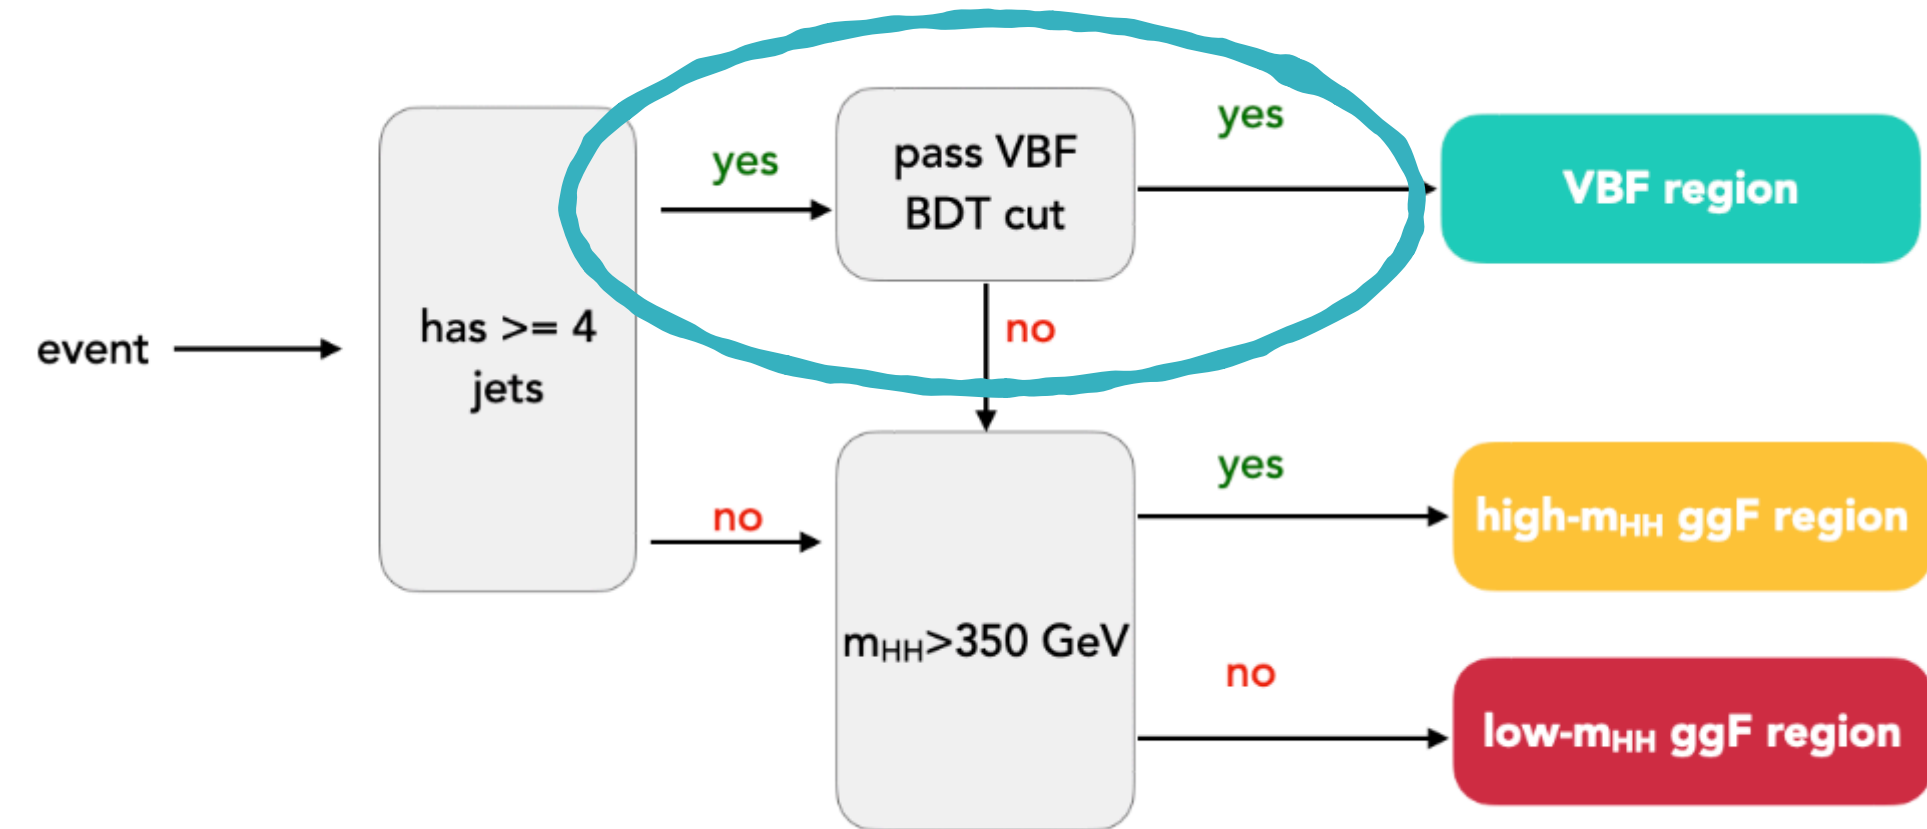 event
has >= 4
jets
yes
pass VBF
BDT cut
yes
VBF region
no
no
mHH>350 GeV
yes
high-mHH ggF region
no
low-mHH ggF region